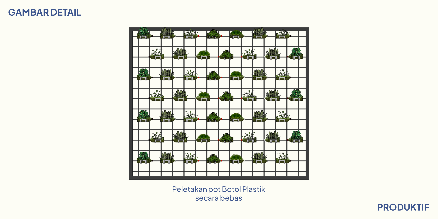 GAMBAR DETAIL
Peletakan pot Botol Plastik
secara bebas
PRODUKTIF